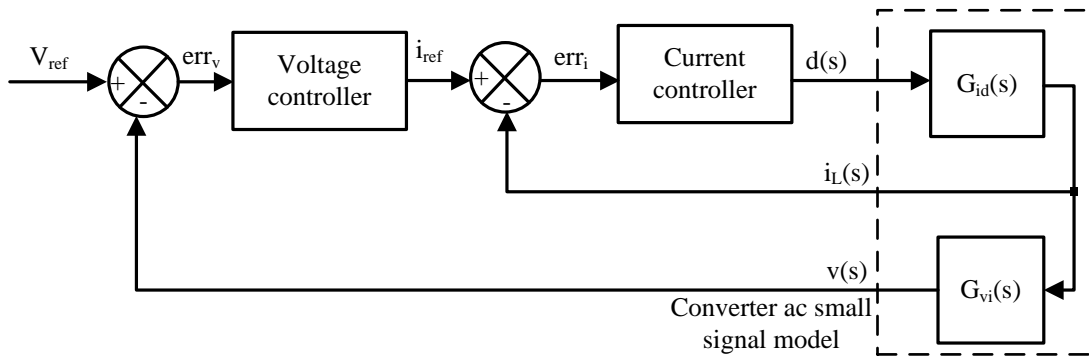 V_ref
+
-
err_v
Voltage
controller
i_ref
+
-
err_i
Current
controller
d(s)
G_id(s)
i_L(s)
v(s)
G_vi(s)
Converter ac small
signal model